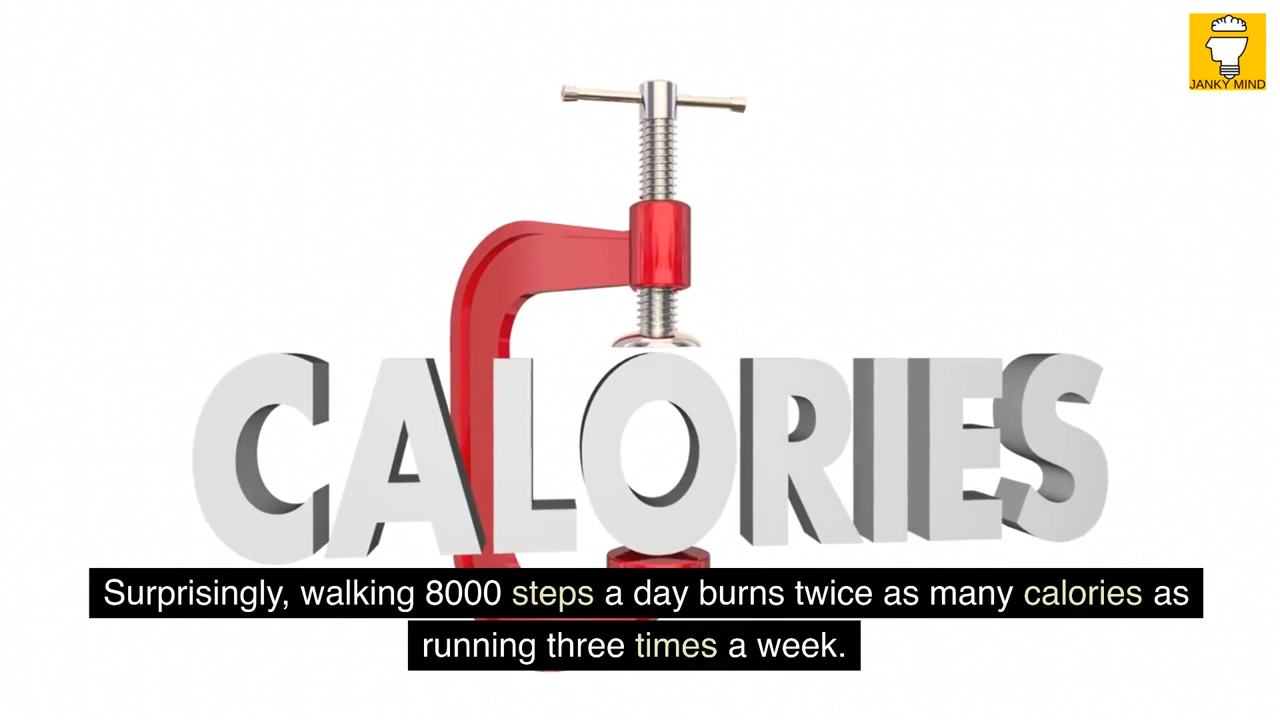 JANKY MIND
CALORIES
Surprisingly, walking 8000 steps a day burns twice as many calories as
running three times a week.